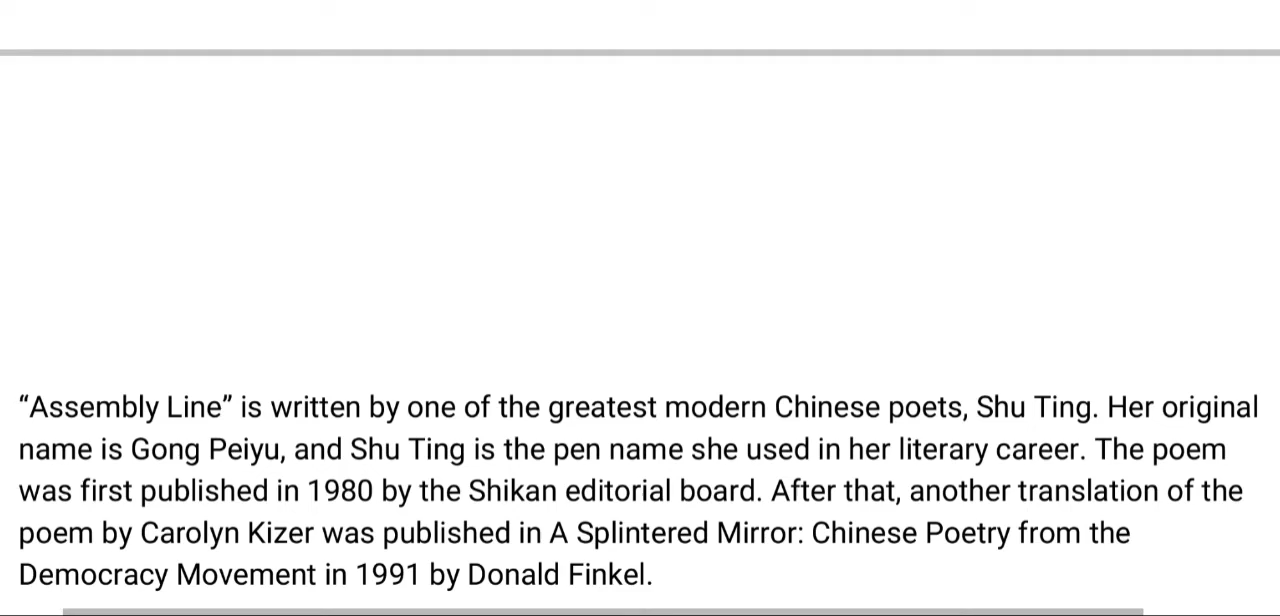 “Assembly Line” is written by one of the greatest modern Chinese poets, Shu Ting. Her original
name is Gong Peiyu, and Shu Ting is the pen name she used in her literary career. The poem
was first published in 1980 by the Shikan editorial board. After that, another translation of the
poem by Carolyn Kizer was published in A Splintered Mirror: Chinese Poetry from the
Democracy Movement in 1991 by Donald Finkel.